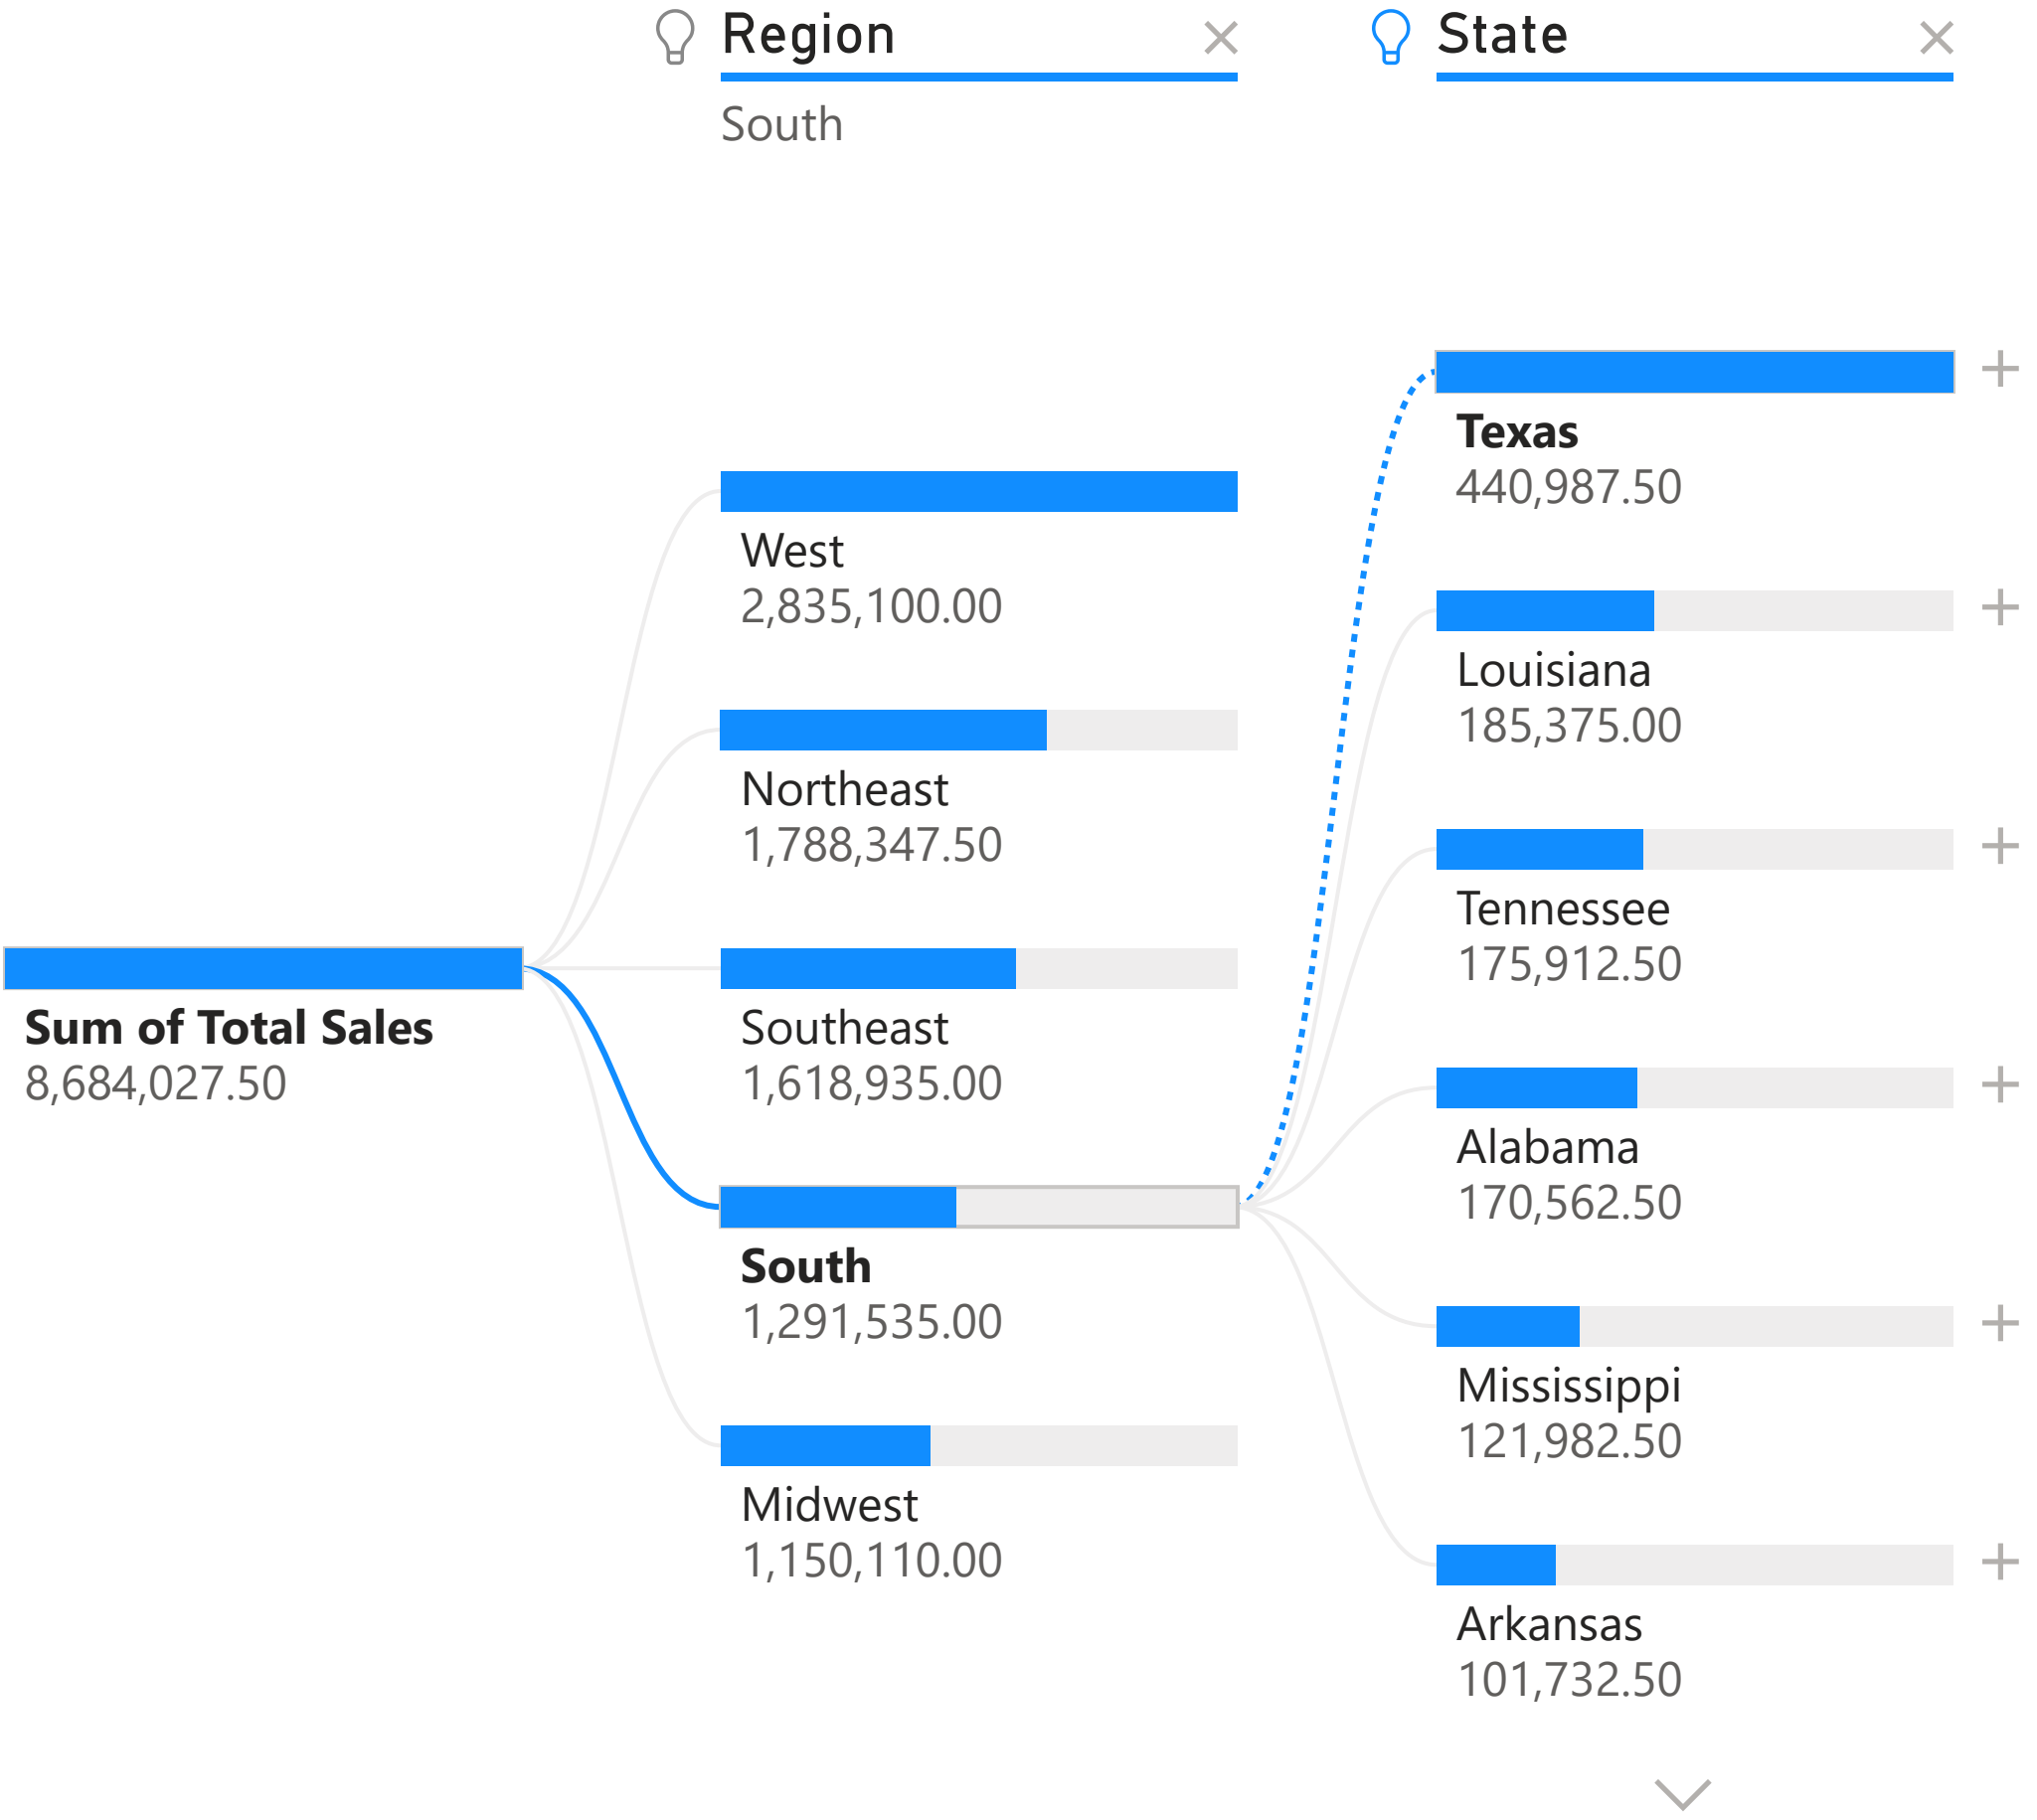 Region
State
South
Sum of Total Sales
8,684,027.50
West
2,835,100.00
Northeast
1,788,347.50
Southeast
1,618,935.00
South
1,291,535.00
Midwest
1,150,110.00
Texas
440,987.50
Louisiana
185,375.00
Tennessee
175,912.50
Alabama
170,562.50
Mississippi
121,982.50
Arkansas
101,732.50